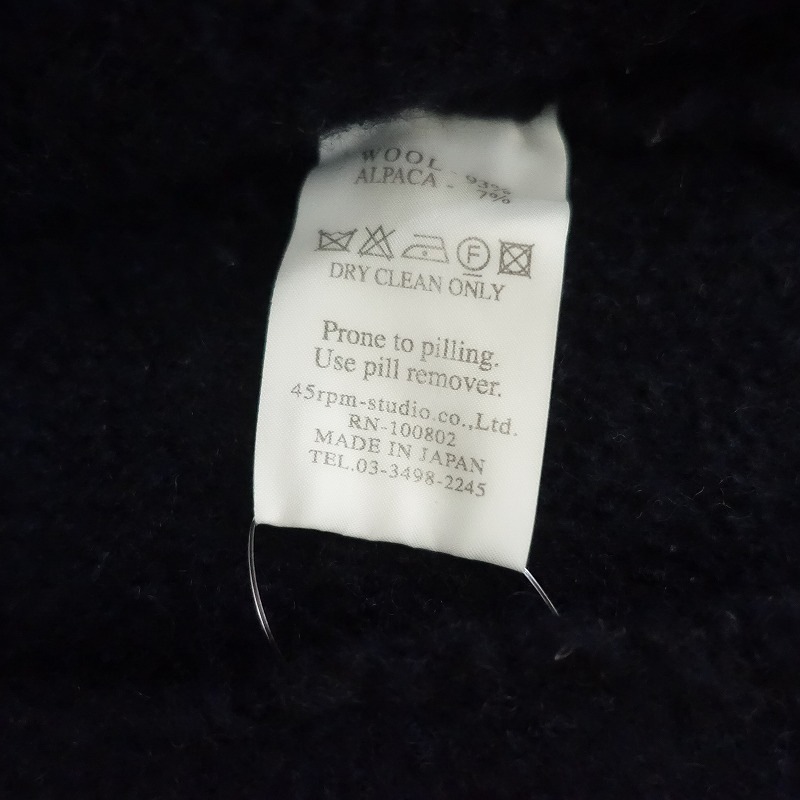 WOOL - 93%
ALPACA - 7%
F
DRY CLEAN ONLY
Prone to pilling.
Use pill remover.
45rpm-studio.co.,Ltd.
RN-100802
MADE IN JAPAN
TEL.03-3498-2245